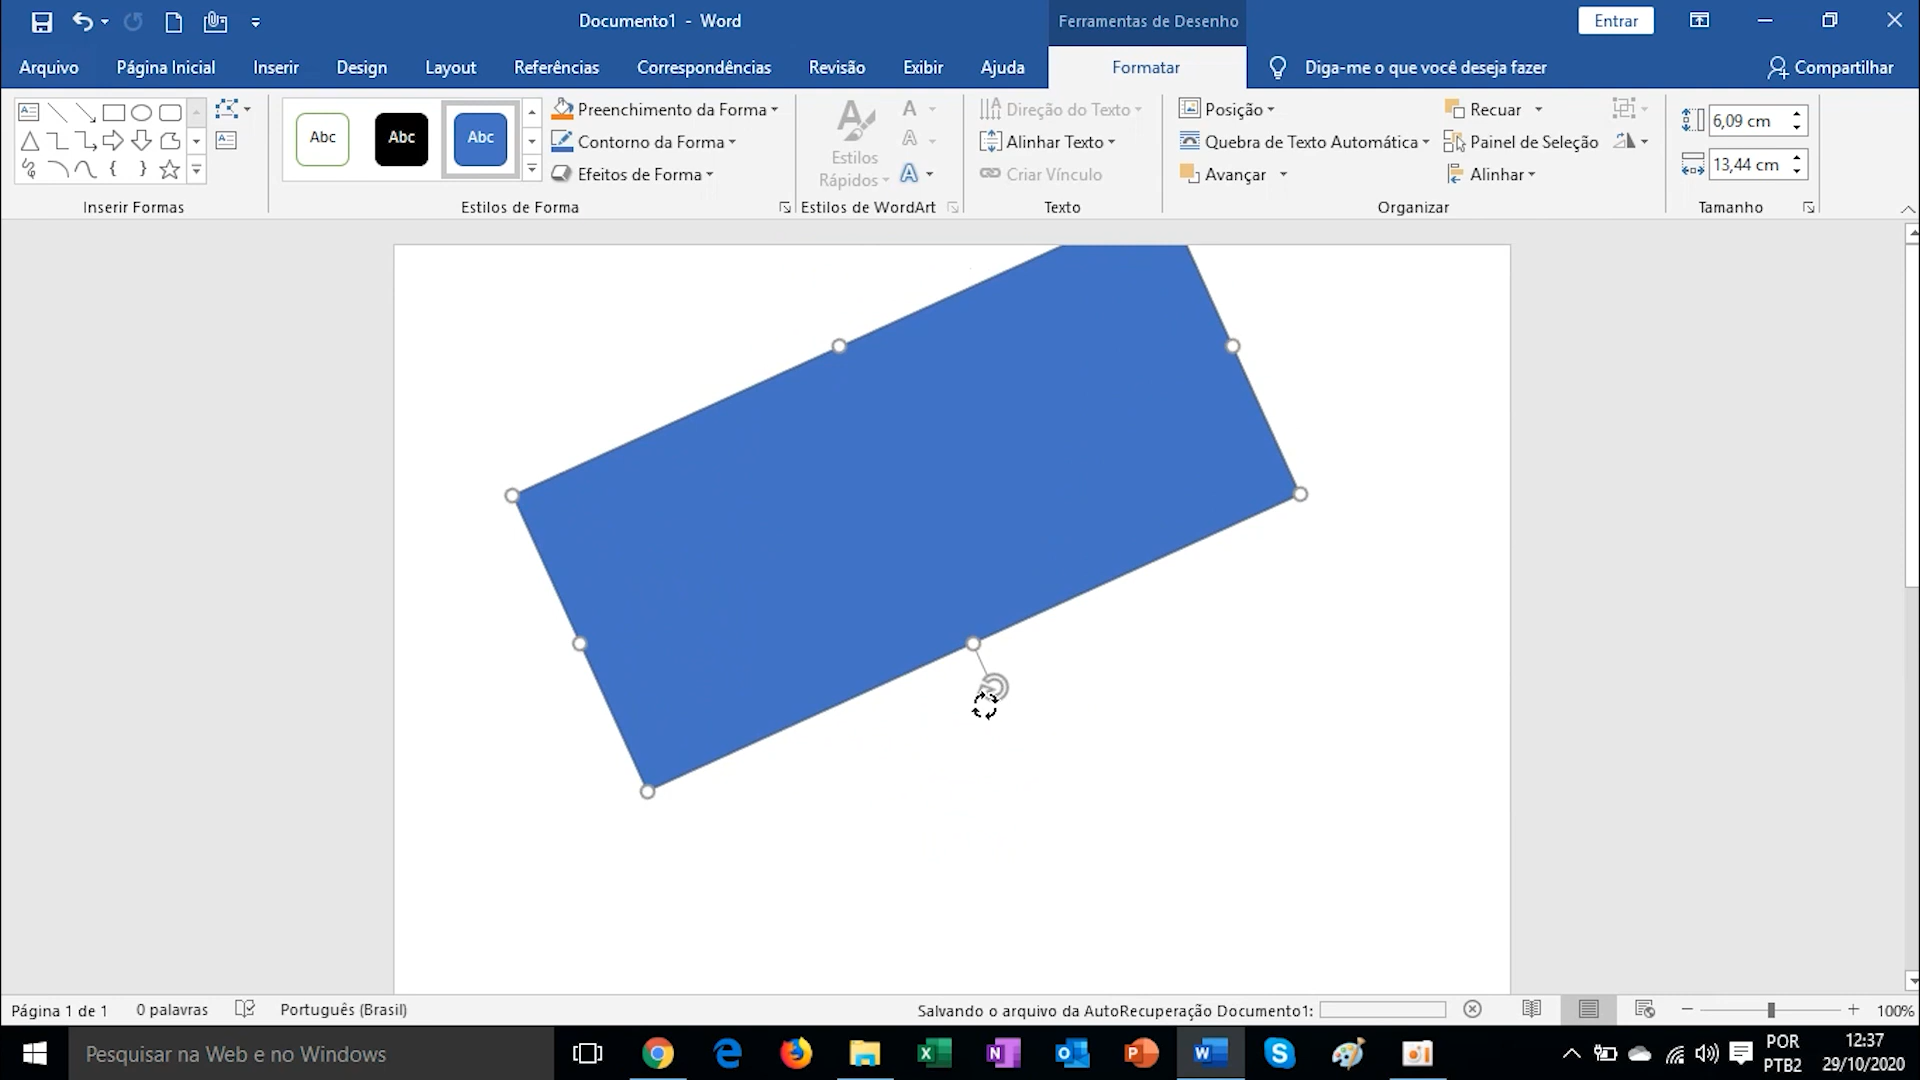 Documento1 - Word
Ferramentas de Desenho
Entrar
Arquivo Página Inicial Inserir Design Layout Referências Correspondências Revisão Exibir Ajuda Formatar Diga-me o que você deseja fazer Compartilhar
Abc Abc Abc
Preenchimento da Forma
Contorno da Forma
Efeitos de Forma
Estilos
Rápidos
Direção do Texto
Alinhar Texto
Criar Vínculo
Posição
Quebra de Texto Automática
Avançar
Recuar
Painel de Seleção
Alinhar
6,09 cm
13,44 cm
Inserir Formas Estilos de Forma Estilos de WordArt Texto Organizar Tamanho
Página 1 de 1 0 palavras Português (Brasil) Salvando o arquivo da AutoRecuperação Documento1: 100%
Pesquisar na Web e no Windows
POR
PTB2
12:37
29/10/2020